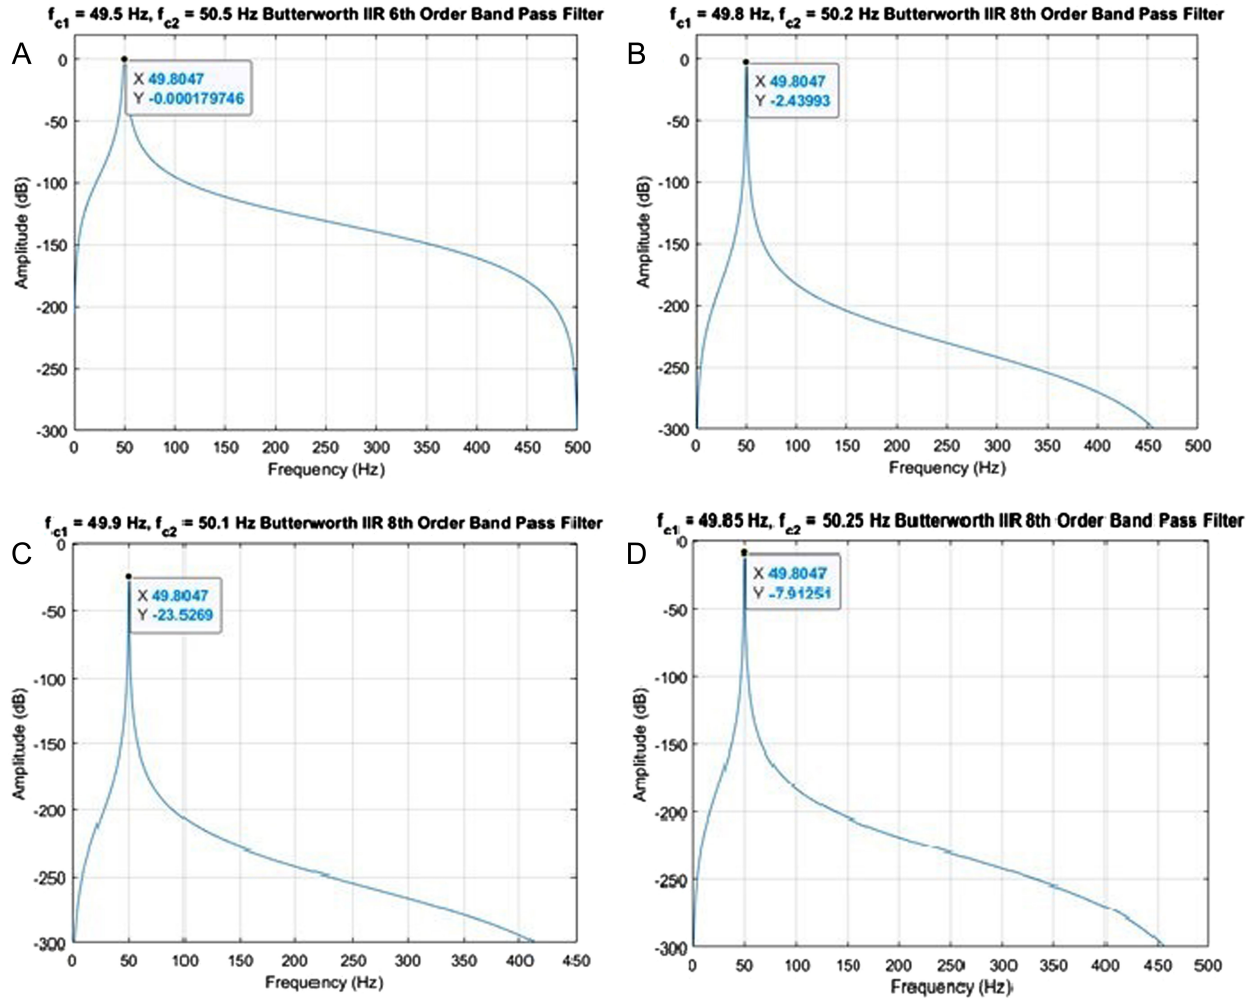 A
f_c1 = 49.5 Hz, f_c2 = 50.5 Hz Butterworth IIR 6th Order Band Pass Filter
X 49.8047
Y -0.000179746
0
-50
-100
-150
-200
-250
-300
Amplitude (dB)
0 50 100 150 200 250 300 350 400 450 500
Frequency (Hz)
B
f_c1 = 49.8 Hz, f_c2 = 50.2 Hz Butterworth IIR 8th Order Band Pass Filter
X 49.8047
Y -2.43993
0
-50
-100
-150
-200
-250
-300
Amplitude (dB)
0 50 100 150 200 250 300 350 400 450 500
Frequency (Hz)
C
f_c1 = 49.9 Hz, f_c2 = 50.1 Hz Butterworth IIR 8th Order Band Pass Filter
X 49.8047
Y -23.5269
0
-50
-100
-150
-200
-250
-300
Amplitude (dB)
0 50 100 150 200 250 300 350 400 450
Frequency (Hz)
D
f_c1 = 49.85 Hz, f_c2 = 50.25 Hz Butterworth IIR 8th Order Band Pass Filter
X 49.8047
Y -7.91251
0
-50
-100
-150
-200
-250
-300
Amplitude (dB)
0 50 100 150 200 250 300 350 400 450 500
Frequency (Hz)